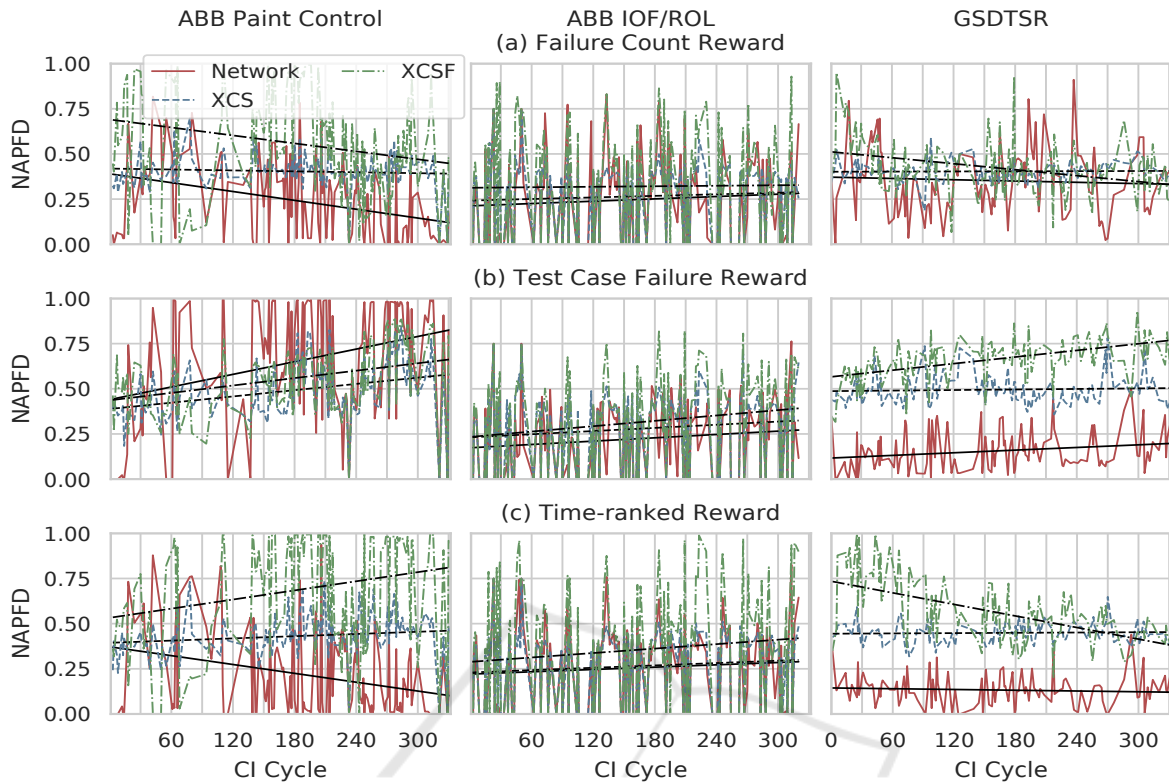 ABB Paint Control ABB IOF/ROL GSDTSR
(a) Failure Count Reward
Network XCSF
XCS
NAPFD
1.00
0.75
0.50
0.25
0.00
(b) Test Case Failure Reward
NAPFD
1.00
0.75
0.50
0.25
0.00
(c) Time-ranked Reward
NAPFD
1.00
0.75
0.50
0.25
0.00
60 120 180 240 300 60 120 180 240 300 0 60 120 180 240 300
CI Cycle CI Cycle CI Cycle